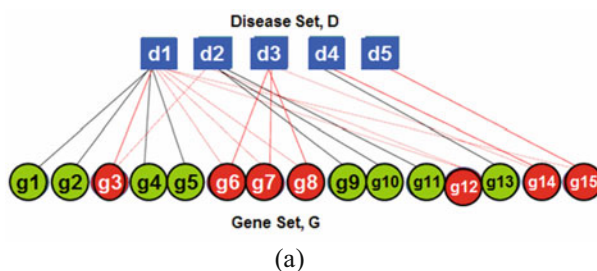 Disease Set, D
d1 d2 d3 d4 d5
g1 g2 g3 g4 g5 g6 g7 g8 g9 g10 g11 g12 g13 g14 g15
Gene Set, G
(a)